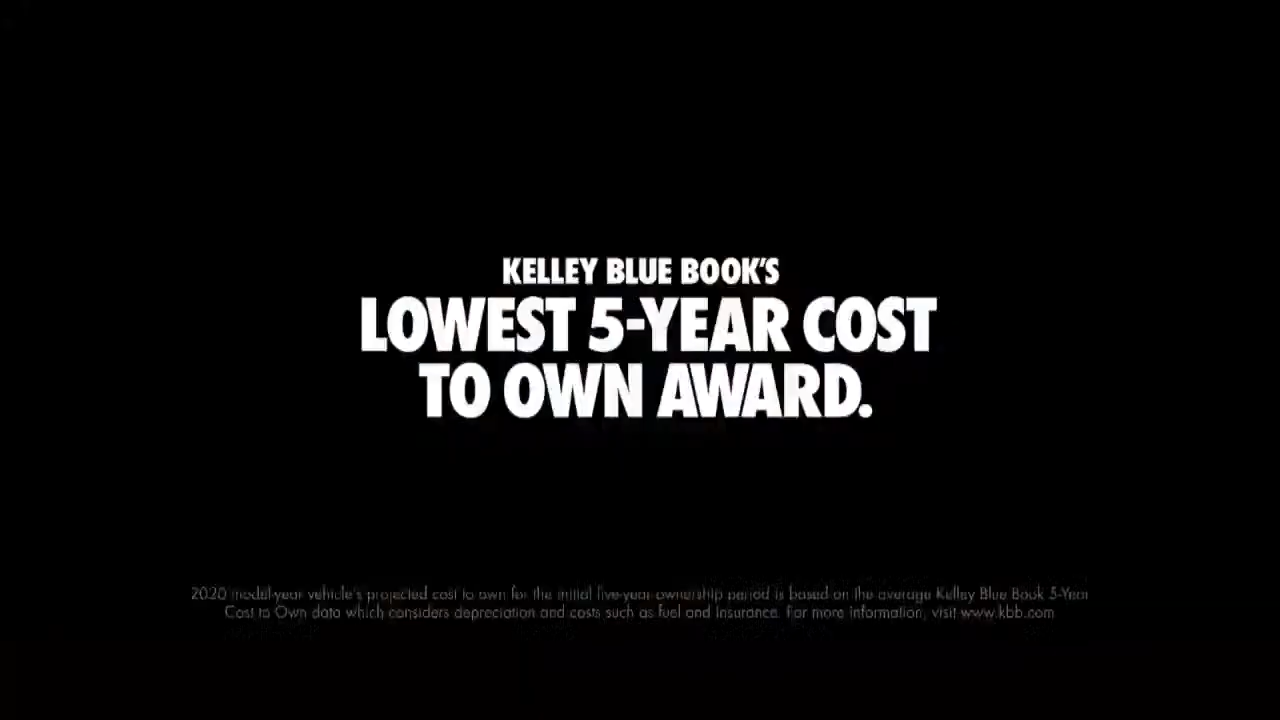 KELLEY BLUE BOOK'S
LOWEST 5-YEAR COST
TO OWN AWARD.
2020 model-year vehicle's projected cost to own for the initial five-year ownership period is based on the average Kelley Blue Book 5-Year
Cost to Own data which considers depreciation and costs such as fuel and insurance. For more information, visit www.kbb.com